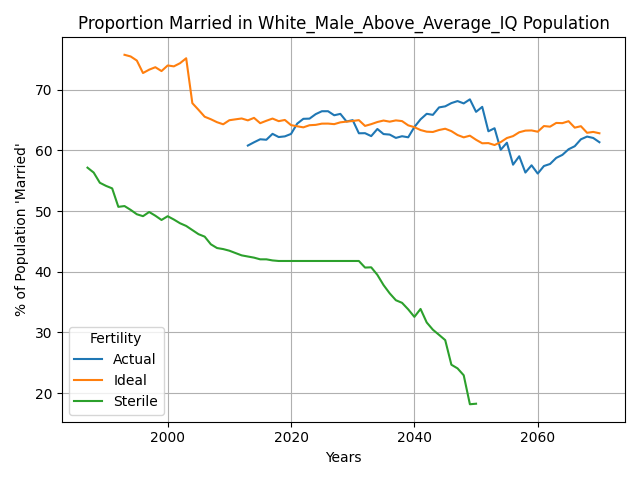 Proportion Married in White_Male_Above_Average_IQ Population
% of Population 'Married'
70
60
50
40
30
20
Fertility
Actual
Ideal
Sterile
2000 2020 2040 2060
Years